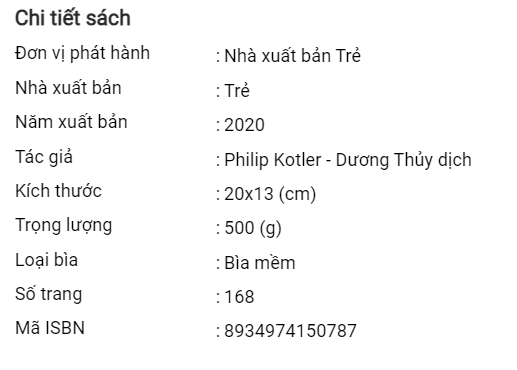 Chi tiết sách
Đơn vị phát hành : Nhà xuất bản Trẻ
Nhà xuất bản : Trẻ
Năm xuất bản : 2020
Tác giả : Philip Kotler - Dương Thủy dịch
Kích thước : 20x13 (cm)
Trọng lượng : 500 (g)
Loại bìa : Bìa mềm
Số trang : 168
Mã ISBN : 8934974150787